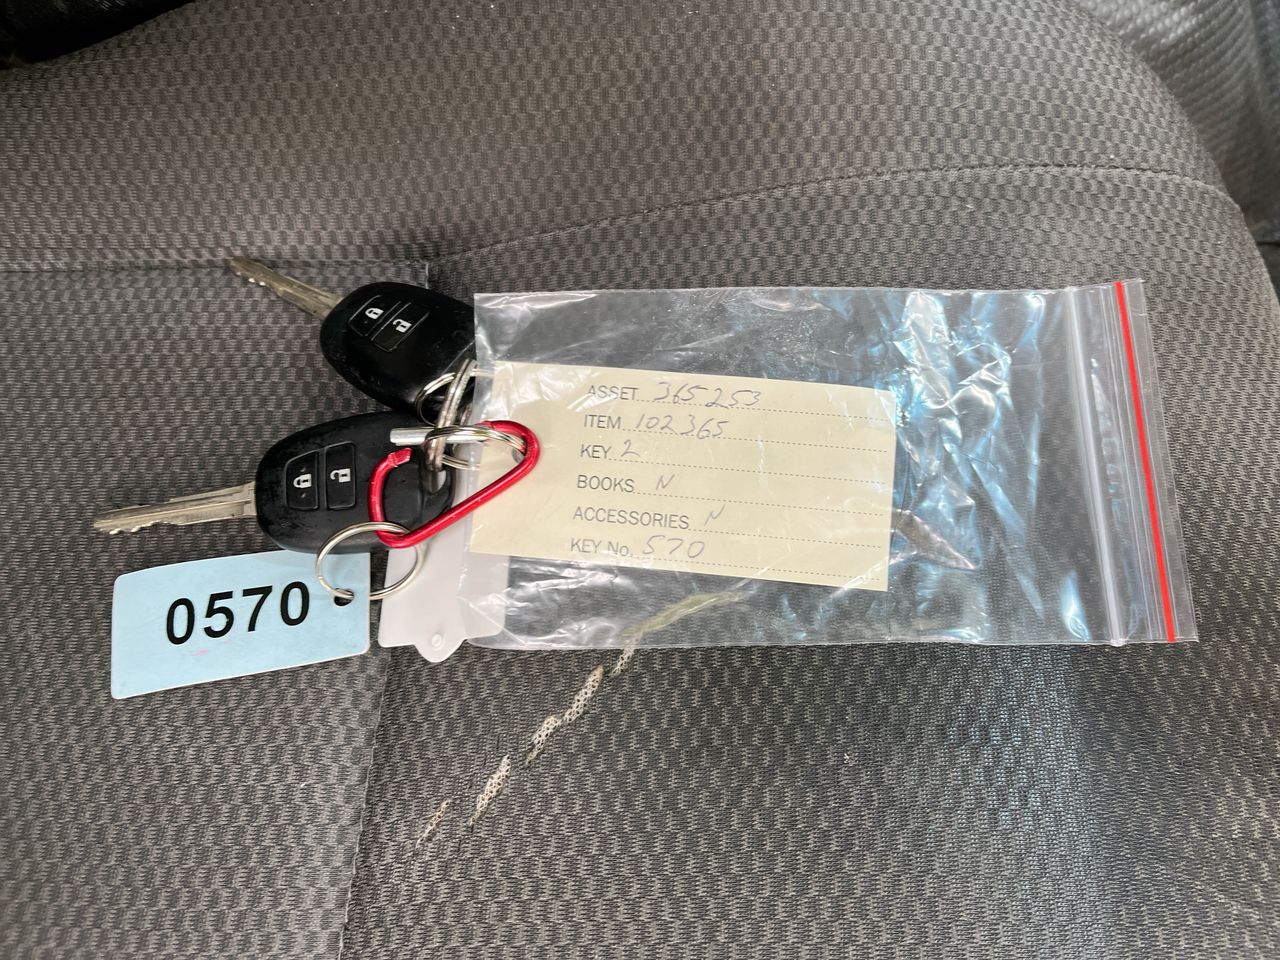 ASSET 365253
ITEM 102365
KEY 2
BOOKS N
ACCESSORIES N
KEY No. 570
0570